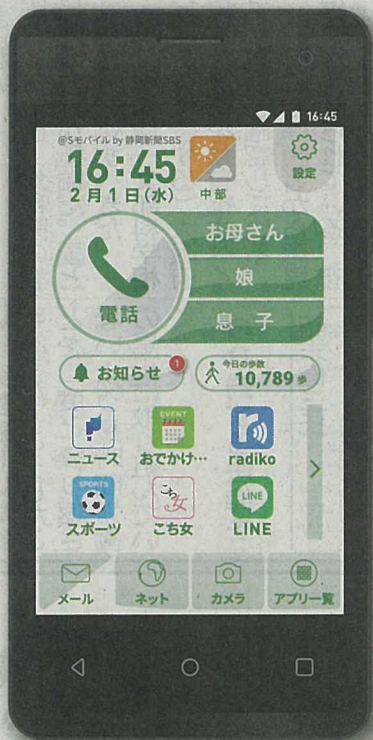 16:45
@Sモバイル by 静岡新聞SBS
16:45
2月1日(水)
中部
設定
電話
お母さん
娘
息子
お知らせ
1
今日の歩数
10,789 歩
ニュース
EVENT
おでかけ…
radiko
SPORTS
スポーツ
こち女
こち女
LINE
LINE
メール
ネット
カメラ
アプリ一覧